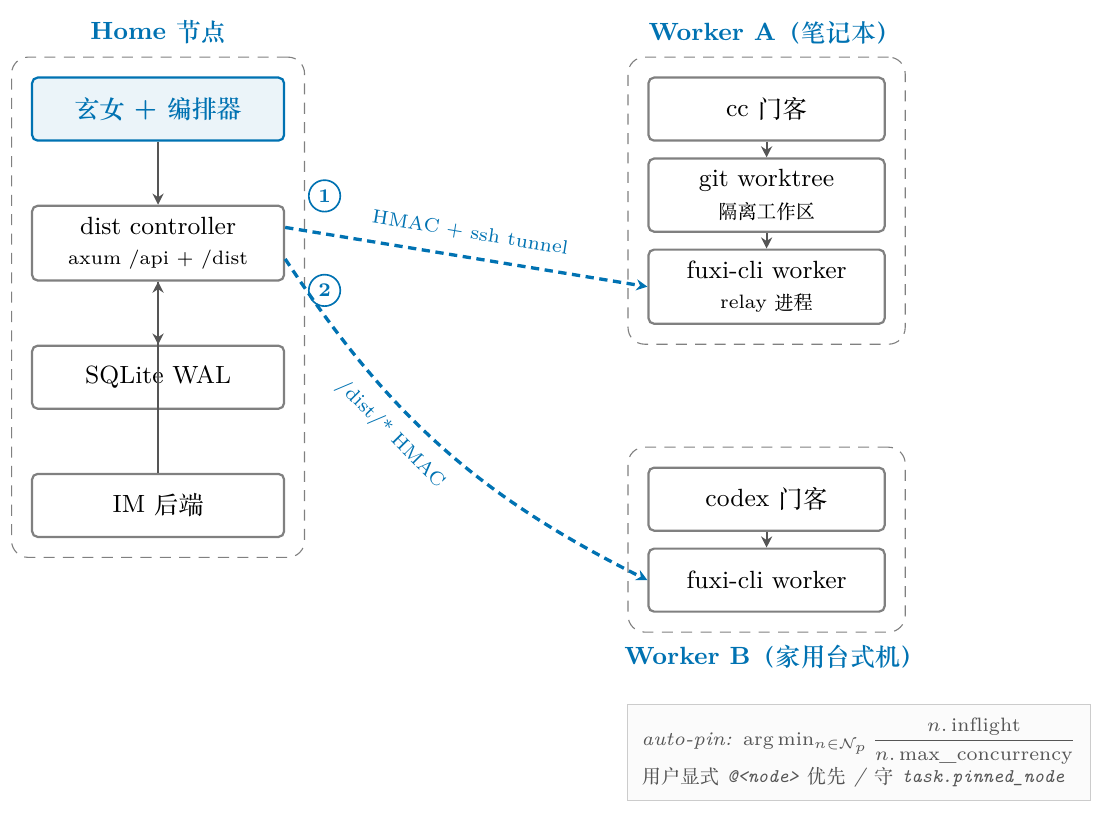 Home 节点
玄女 + 编排器
dist controller
axum /api + /dist
SQLite WAL
IM 后端
1
HMAC + ssh tunnel
2
/dist/* HMAC
Worker A（笔记本）
cc 门客
git worktree
隔离工作区
fuxi-cli worker
relay 进程
codex 门客
fuxi-cli worker
Worker B（家用台式机）
auto-pin: arg min_{n∈𝒩_p} n.inflight / n.max_concurrency
用户显式 @<node> 优先 / 守 task.pinned_node